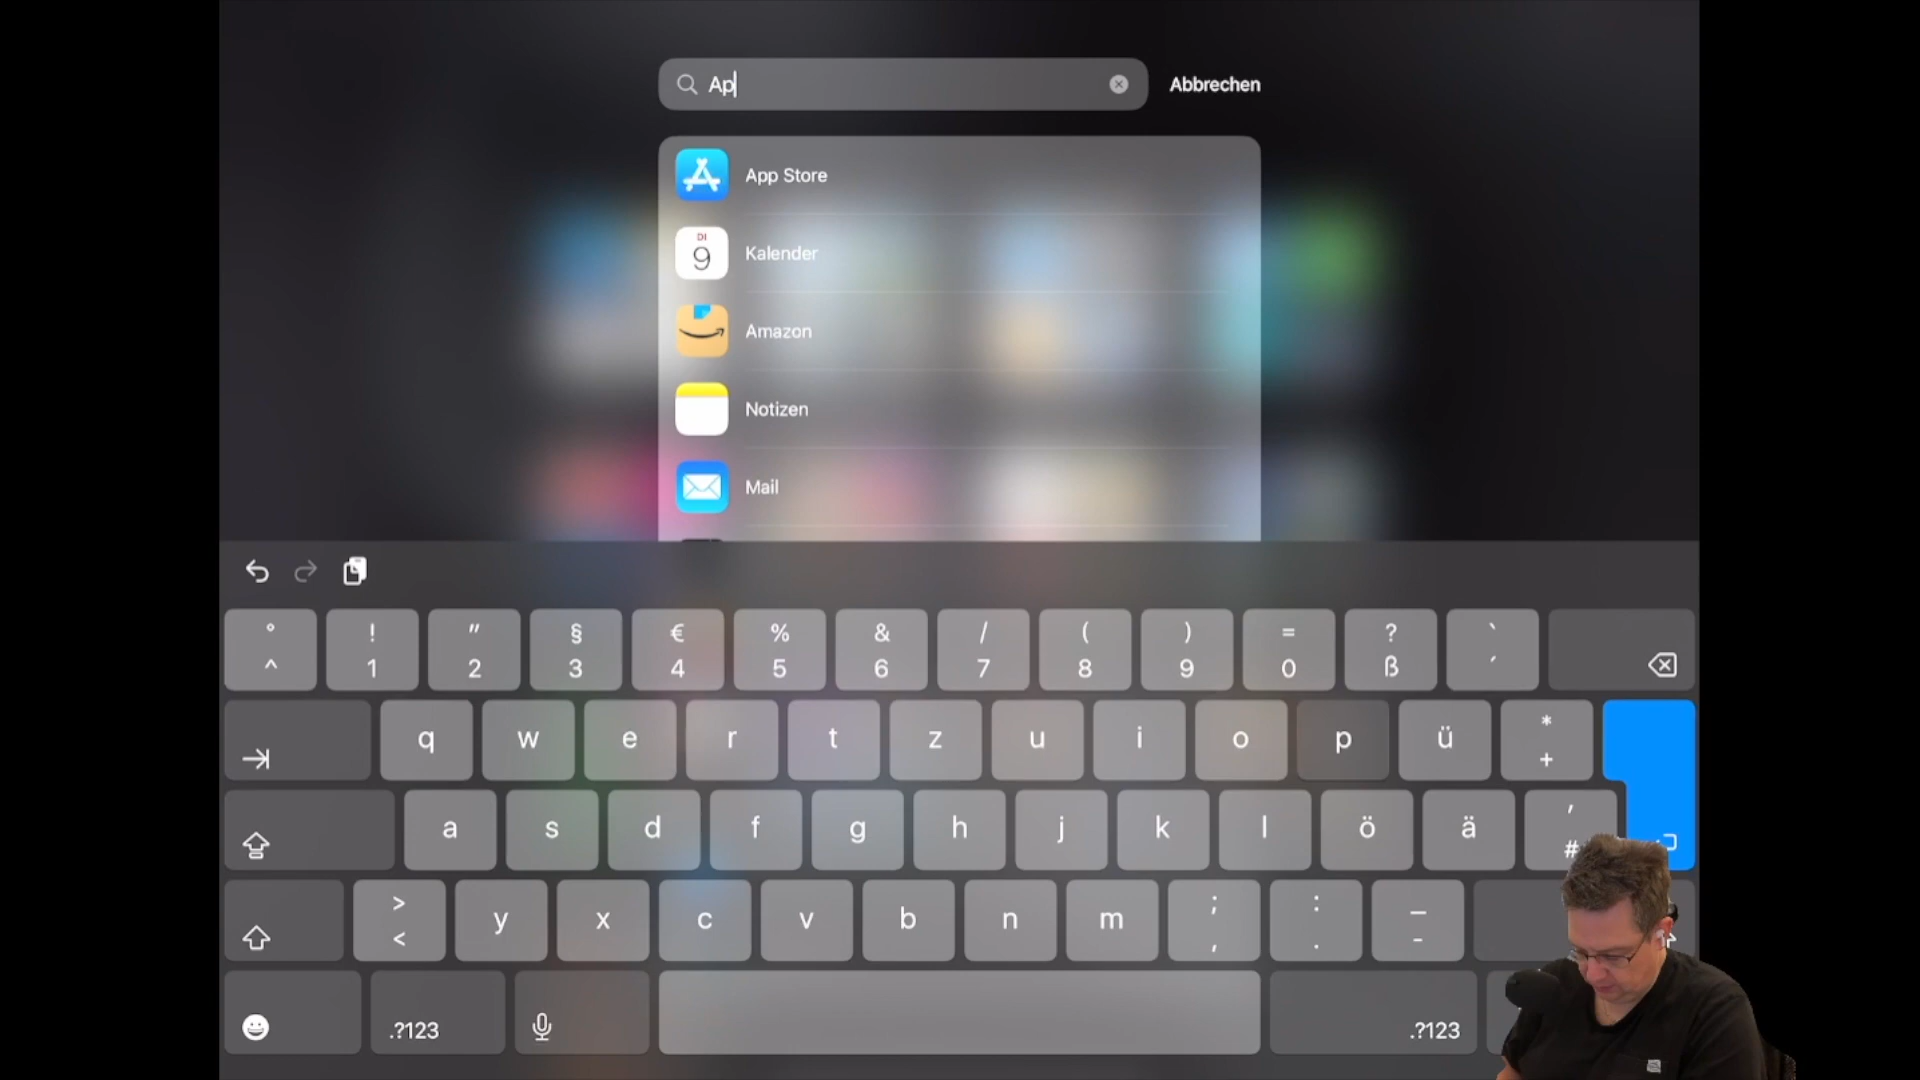 Ap
Abbrechen
App Store
DI
9
Kalender
Amazon
Notizen
Mail
° ! " § € % & / ( ) = ? `
^ 1 2 3 4 5 6 7 8 9 0 ß ´
q w e r t z u i o p ü * +
a s d f g h j k l ö ä ' #
> < y x c v b n m ; , : . _ -
.?123 .?123